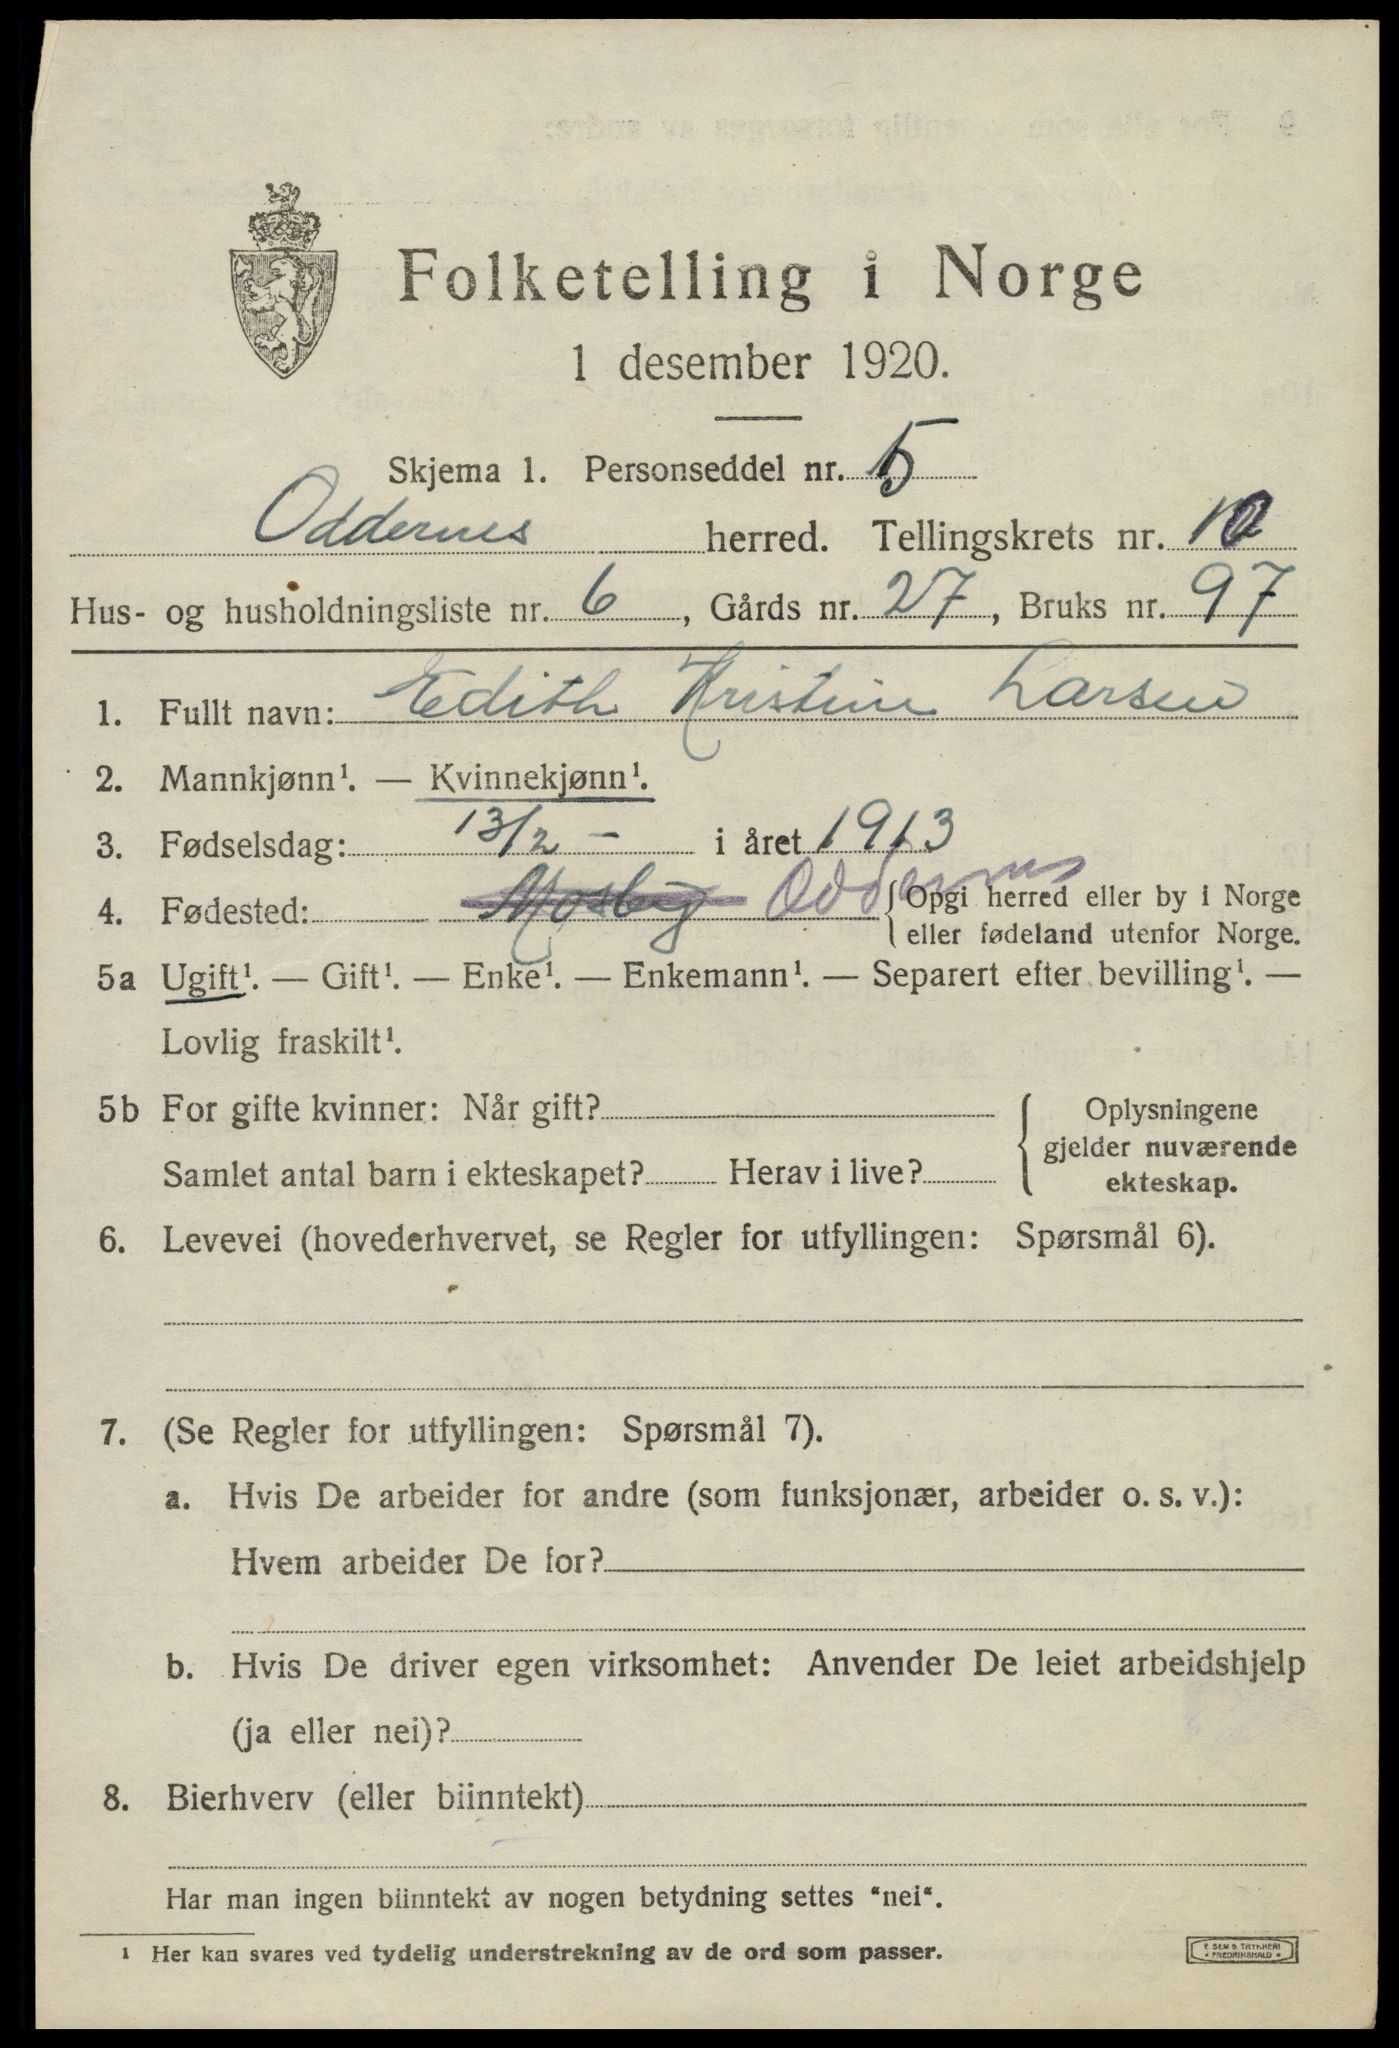 Folketelling i Norge
1 desember 1920.
Skjema 1. Personseddel nr. 5
Oddernes herred. Tellingskrets nr. 10
Hus- og husholdningsliste nr. 6, Gårds nr. 27, Bruks nr. 97
1. Fullt navn: Edith Kristine Larsen
2. Mannkjønn¹. — Kvinnekjønn¹.
3. Fødselsdag: 13/2 – i året 1913
4. Fødested: Mosby Oddernes { Opgi herred eller by i Norge
eller fødeland utenfor Norge.
5a Ugift¹. — Gift¹. — Enke¹. — Enkemann¹. — Separert efter bevilling¹. —
Lovlig fraskilt¹.
5b For gifte kvinner: Når gift? { Oplysningene
gjelder nuværende
Samlet antal barn i ekteskapet? Herav i live? ekteskap.
6. Levevei (hovederhvervet, se Regler for utfyllingen: Spørsmål 6).
7. (Se Regler for utfyllingen: Spørsmål 7).
a. Hvis De arbeider for andre (som funksjonær, arbeider o. s. v.):
Hvem arbeider De for?
b. Hvis De driver egen virksomhet: Anvender De leiet arbeidshjelp
(ja eller nei)?
8. Bierhverv (eller biinntekt)
Har man ingen biinntekt av nogen betydning settes "nei".
¹ Her kan svares ved tydelig understrekning av de ord som passer.
E. SEM'S TRYKKERI
• FREDRIKSHALD •